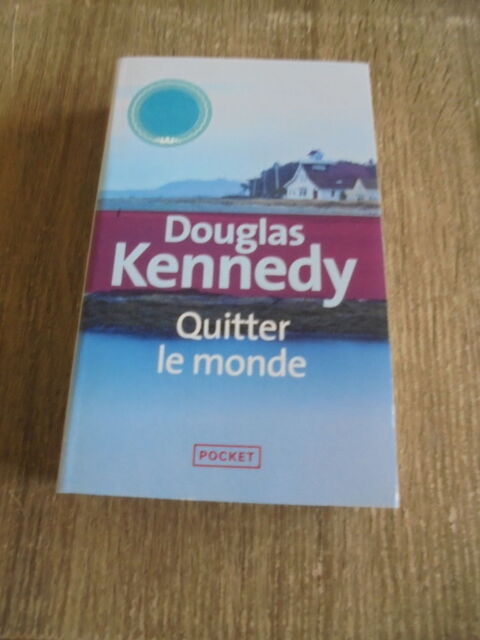 Douglas
Kennedy
Quitter
le monde
POCKET